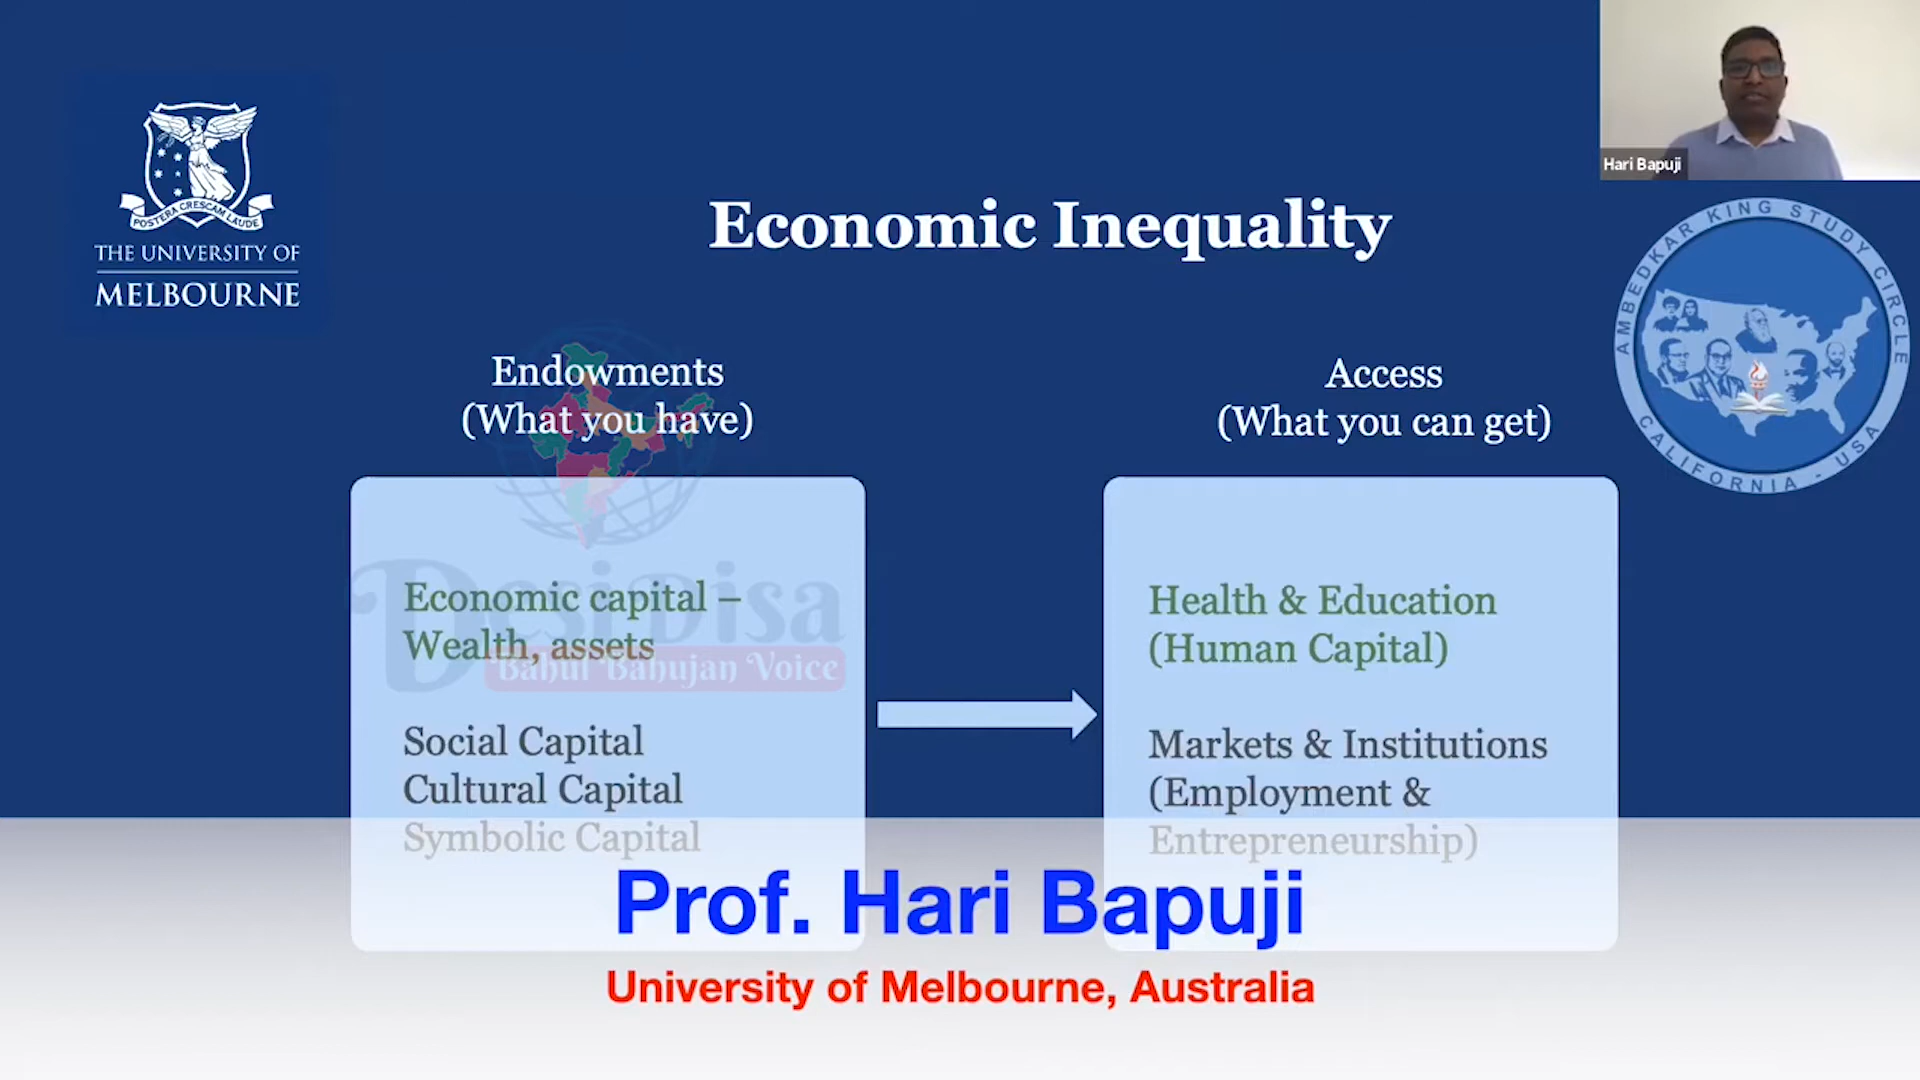 Hari Bapuji
POSTERA CRESCAM LAUDE
THE UNIVERSITY OF
MELBOURNE
Economic Inequality
AMBEDKAR KING STUDY CIRCLE
CALIFORNIA - USA
Endowments
(What you have)
Access
(What you can get)
Economic capital –
Wealth, assets
Social Capital
Cultural Capital
Symbolic Capital
Health & Education
(Human Capital)
Markets & Institutions
(Employment &
Entrepreneurship)
DesiDisa
Bahul Bahujan Voice
Prof. Hari Bapuji
University of Melbourne, Australia